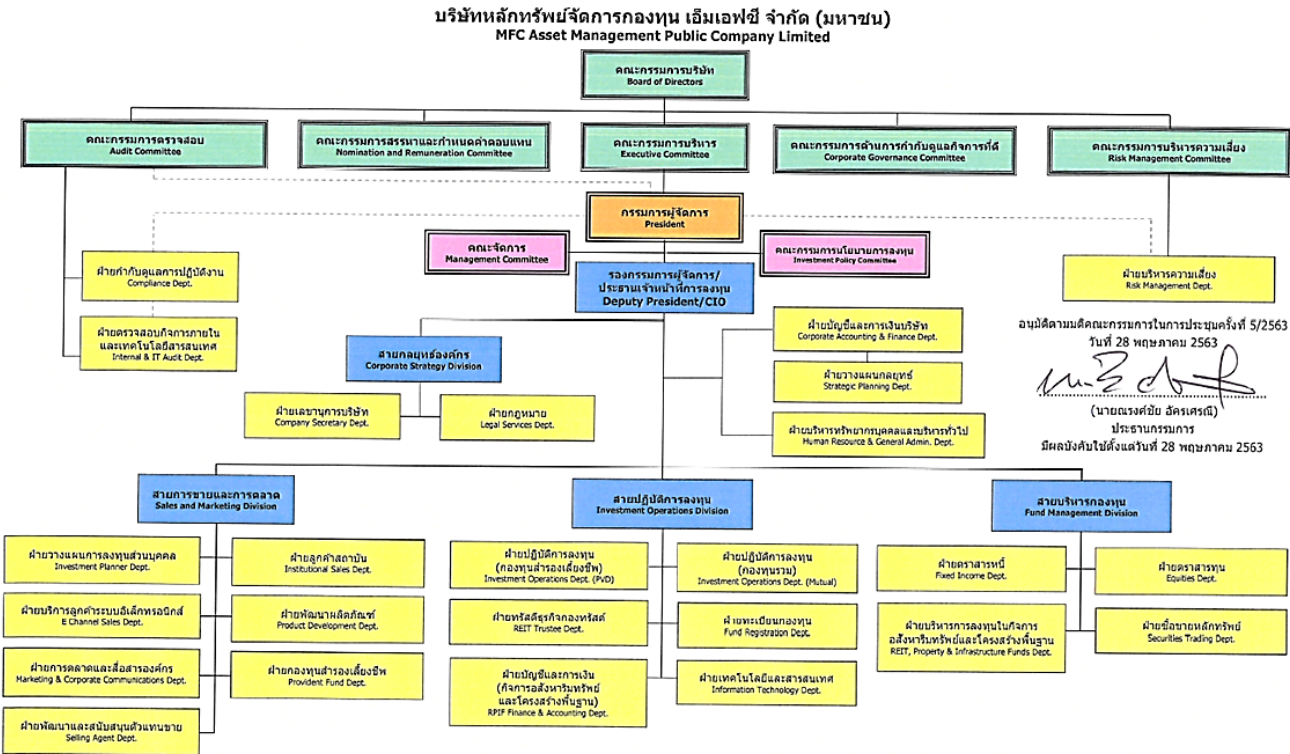 บริษัทหลักทรัพย์จัดการกองทุน เอ็มเอฟซี จำกัด (มหาชน)
MFC Asset Management Public Company Limited
คณะกรรมการบริษัท
Board of Directors
คณะกรรมการตรวจสอบ
Audit Committee
คณะกรรมการสรรหาและกำหนดค่าตอบแทน
Nomination and Remuneration Committee
คณะกรรมการบริหาร
Executive Committee
คณะกรรมการด้านการกำกับดูแลกิจการที่ดี
Corporate Governance Committee
คณะกรรมการบริหารความเสี่ยง
Risk Management Committee
กรรมการผู้จัดการ
President
คณะจัดการ
Management Committee
คณะกรรมการนโยบายการลงทุน
Investment Policy Committee
รองกรรมการผู้จัดการ/
ประธานเจ้าหน้าที่การลงทุน
Deputy President/CIO
ฝ่ายกำกับดูแลการปฏิบัติงาน
Compliance Dept.
ฝ่ายบริหารความเสี่ยง
Risk Management Dept.
ฝ่ายตรวจสอบกิจการภายใน
และเทคโนโลยีสารสนเทศ
Internal & IT Audit Dept.
สายกลยุทธ์องค์กร
Corporate Strategy Division
ฝ่ายบัญชีและการเงินบริษัท
Corporate Accounting & Finance Dept.
ฝ่ายวางแผนกลยุทธ์
Strategic Planning Dept.
ฝ่ายเลขานุการบริษัท
Company Secretary Dept.
ฝ่ายกฎหมาย
Legal Services Dept.
ฝ่ายบริหารทรัพยากรบุคคลและบริหารทั่วไป
Human Resource & General Admin. Dept.
อนุมัติตามมติคณะกรรมการในการประชุมครั้งที่ 5/2563
วันที่ 28 พฤษภาคม 2563
(นายณรงค์ชัย อัครเศรณี)
ประธานกรรมการ
มีผลบังคับใช้ตั้งแต่วันที่ 28 พฤษภาคม 2563
สายการขายและการตลาด
Sales and Marketing Division
สายปฏิบัติการลงทุน
Investment Operations Division
สายบริหารกองทุน
Fund Management Division
ฝ่ายวางแผนการลงทุนส่วนบุคคล
Investment Planner Dept.
ฝ่ายลูกค้าสถาบัน
Institutional Sales Dept.
ฝ่ายบริการลูกค้าระบบอิเล็กทรอนิกส์
E Channel Sales Dept.
ฝ่ายพัฒนาผลิตภัณฑ์
Product Development Dept.
ฝ่ายการตลาดและสื่อสารองค์กร
Marketing & Corporate Communications Dept.
ฝ่ายกองทุนสำรองเลี้ยงชีพ
Provident Fund Dept.
ฝ่ายพัฒนาและสนับสนุนตัวแทนขาย
Selling Agent Dept.
ฝ่ายปฏิบัติการลงทุน
(กองทุนสำรองเลี้ยงชีพ)
Investment Operations Dept. (PVD)
ฝ่ายปฏิบัติการลงทุน
(กองทุนรวม)
Investment Operations Dept. (Mutual)
ฝ่ายทรัสตีธุรกิจกองทรัสต์
REIT Trustee Dept.
ฝ่ายทะเบียนกองทุน
Fund Registration Dept.
ฝ่ายบัญชีและการเงิน
(กิจการอสังหาริมทรัพย์
และโครงสร้างพื้นฐาน)
RPIF Finance & Accounting Dept.
ฝ่ายเทคโนโลยีและสารสนเทศ
Information Technology Dept.
ฝ่ายตราสารหนี้
Fixed Income Dept.
ฝ่ายตราสารทุน
Equities Dept.
ฝ่ายบริหารการลงทุนในกิจการ
อสังหาริมทรัพย์และโครงสร้างพื้นฐาน
REIT, Property & Infrastructure Funds Dept.
ฝ่ายซื้อขายหลักทรัพย์
Securities Trading Dept.